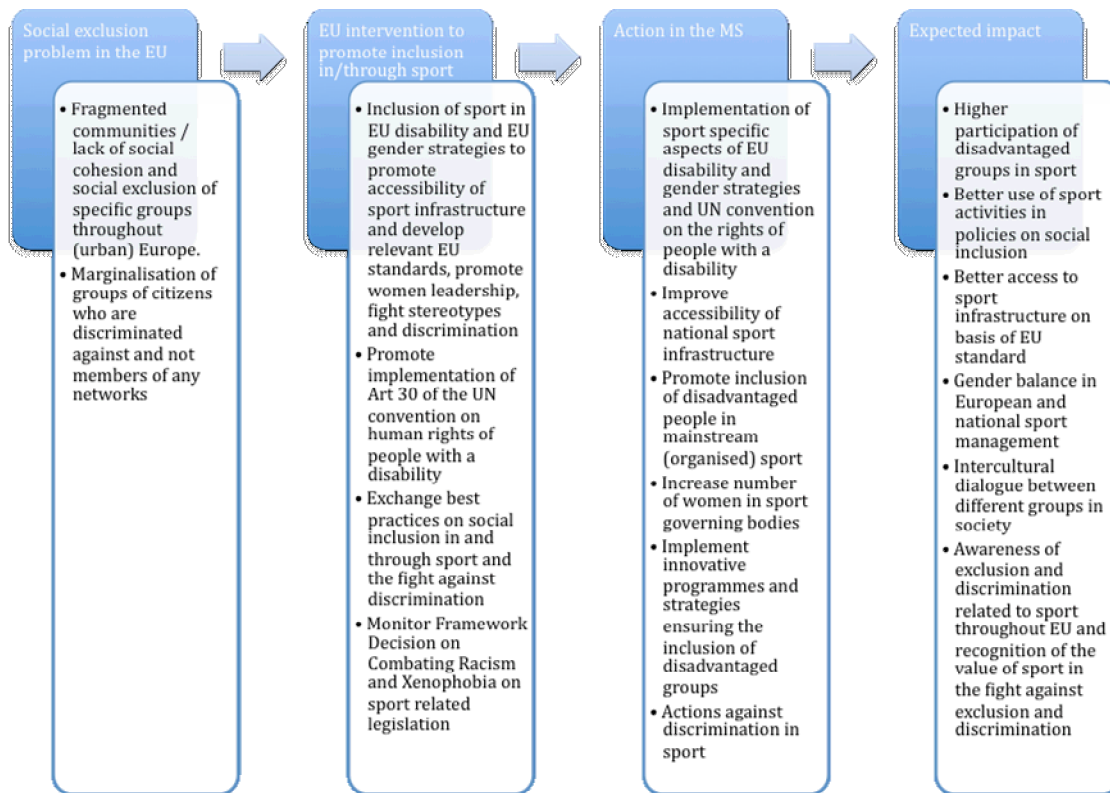 Social exclusion
problem in the EU
• Fragmented
communities /
lack of social
cohesion and
social exclusion of
specific groups
throughout
(urban) Europe.
• Marginalisation of
groups of citizens
who are
discriminated
against and not
members of any
networks
EU intervention to
promote inclusion
in/through sport
• Inclusion of sport in
EU disability and EU
gender strategies to
promote
accessibility of
sport infrastructure
and develop
relevant EU
standards, promote
women leadership,
fight stereotypes
and discrimination
• Promote
implementation of
Art 30 of the UN
convention on
human rights of
people with a
disability
• Exchange best
practices on social
inclusion in and
through sport and
the fight against
discrimination
• Monitor Framework
Decision on
Combating Racism
and Xenophobia on
sport related
legislation
Action in the MS
• Implementation of
sport specific
aspects of EU
disability and
gender strategies
and UN convention
on the rights of
people with a
disability
• Improve
accessibility of
national sport
infrastructure
• Promote inclusion
of disadvantaged
people in
mainstream
(organised) sport
• Increase number
of women in sport
governing bodies
• Implement
innovative
programmes and
strategies
ensuring the
inclusion of
disadvantaged
groups
• Actions against
discrimination in
sport
Expected impact
• Higher
participation of
disadvantaged
groups in sport
• Better use of sport
activities in
policies on social
inclusion
• Better access to
sport
infrastructure on
basis of EU
standard
• Gender balance in
European and
national sport
management
• Intercultural
dialogue between
different groups in
society
• Awareness of
exclusion and
discrimination
related to sport
throughout EU and
recognition of the
value of sport in
the fight against
exclusion and
discrimination